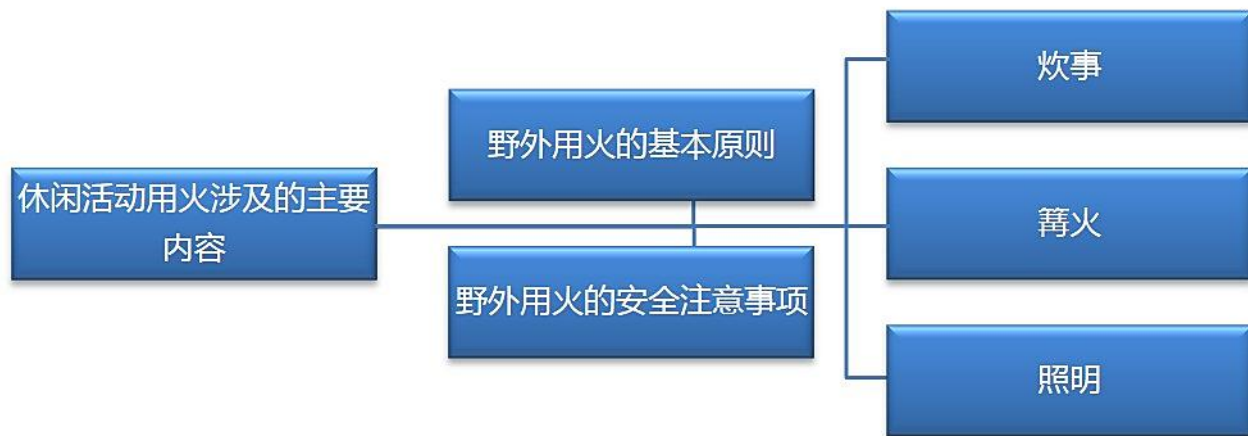 休闲活动用火涉及的主要
内容
野外用火的基本原则
野外用火的安全注意事项
炊事
篝火
照明